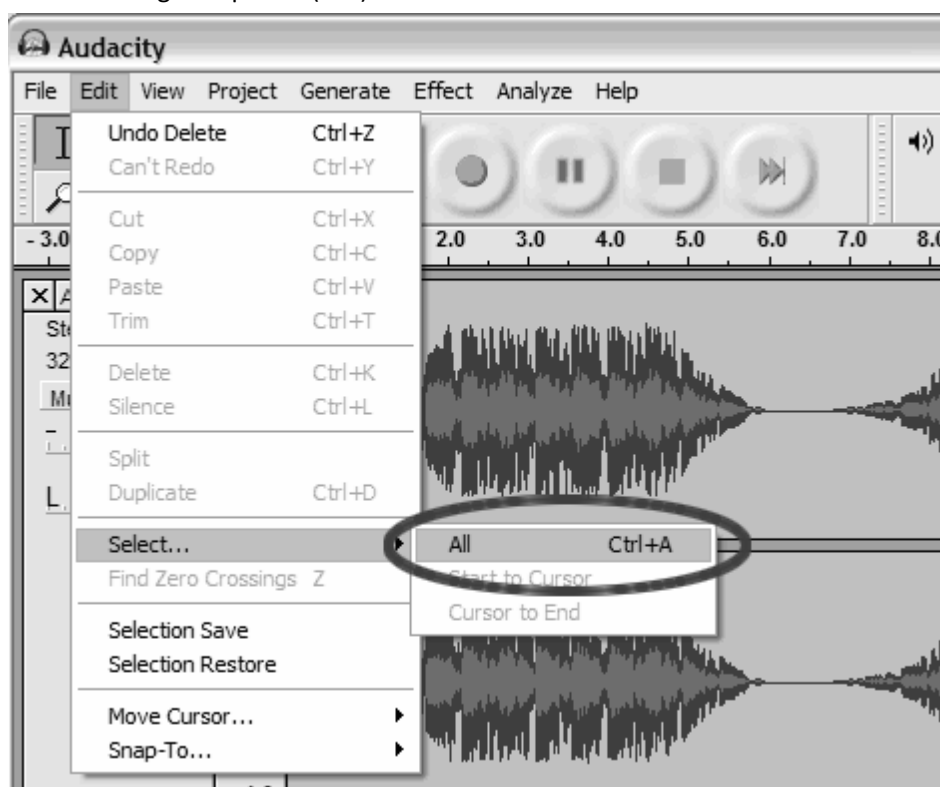 Audacity
File Edit View Project Generate Effect Analyze Help
Undo Delete Ctrl+Z
Can't Redo Ctrl+Y
Cut Ctrl+X
- 3.0 2.0 3.0 4.0 5.0 6.0 7.0 8.0
Copy Ctrl+C
Paste Ctrl+V
Trim Ctrl+T
Delete Ctrl+K
Silence Ctrl+L
Split
Duplicate Ctrl+D
L
Select...
All Ctrl+A
Find Zero Crossings Z
Start to Cursor
Cursor to End
Selection Save
Selection Restore
Move Cursor...
Snap-To...